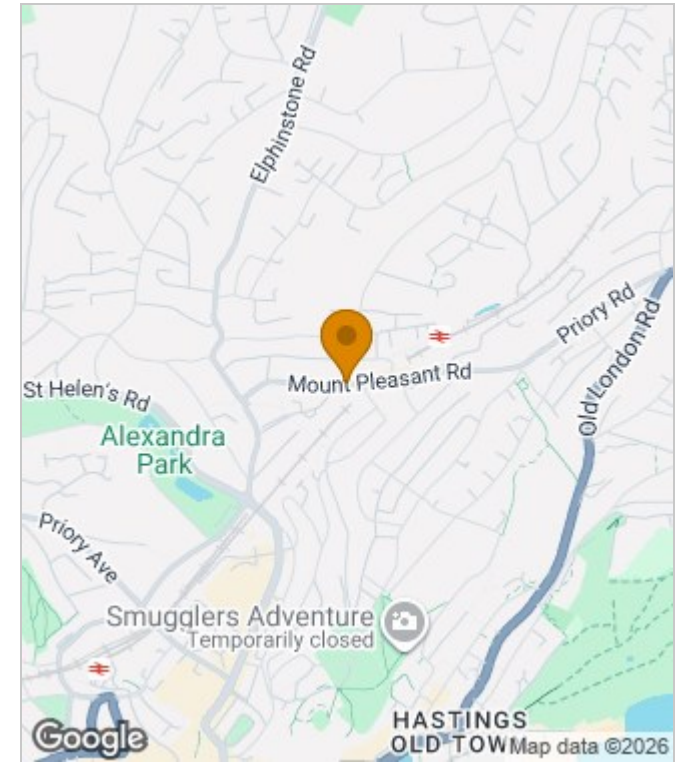 Elphinstone Rd
Priory Rd
Old London Rd
Mount Pleasant Rd
St Helen's Rd
Alexandra
Park
Priory Ave
Smugglers Adventure
Temporarily closed
HASTINGS
OLD TOWN
Google
Map data ©2026